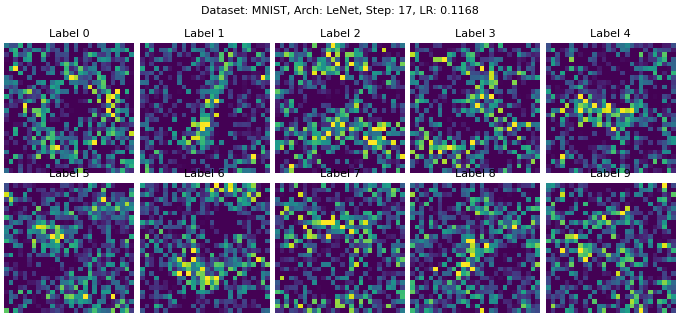 Dataset: MNIST, Arch: LeNet, Step: 17, LR: 0.1168
Label 0 Label 1 Label 2 Label 3 Label 4
Label 5 Label 6 Label 7 Label 8 Label 9